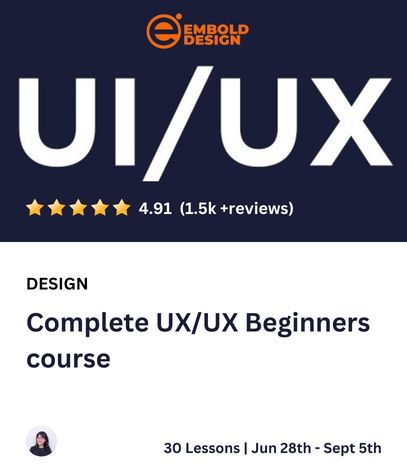 EMBOLD
DESIGN
UI/UX
4.91 (1.5k +reviews)
DESIGN
Complete UX/UX Beginners
course
30 Lessons | Jun 28th - Sept 5th